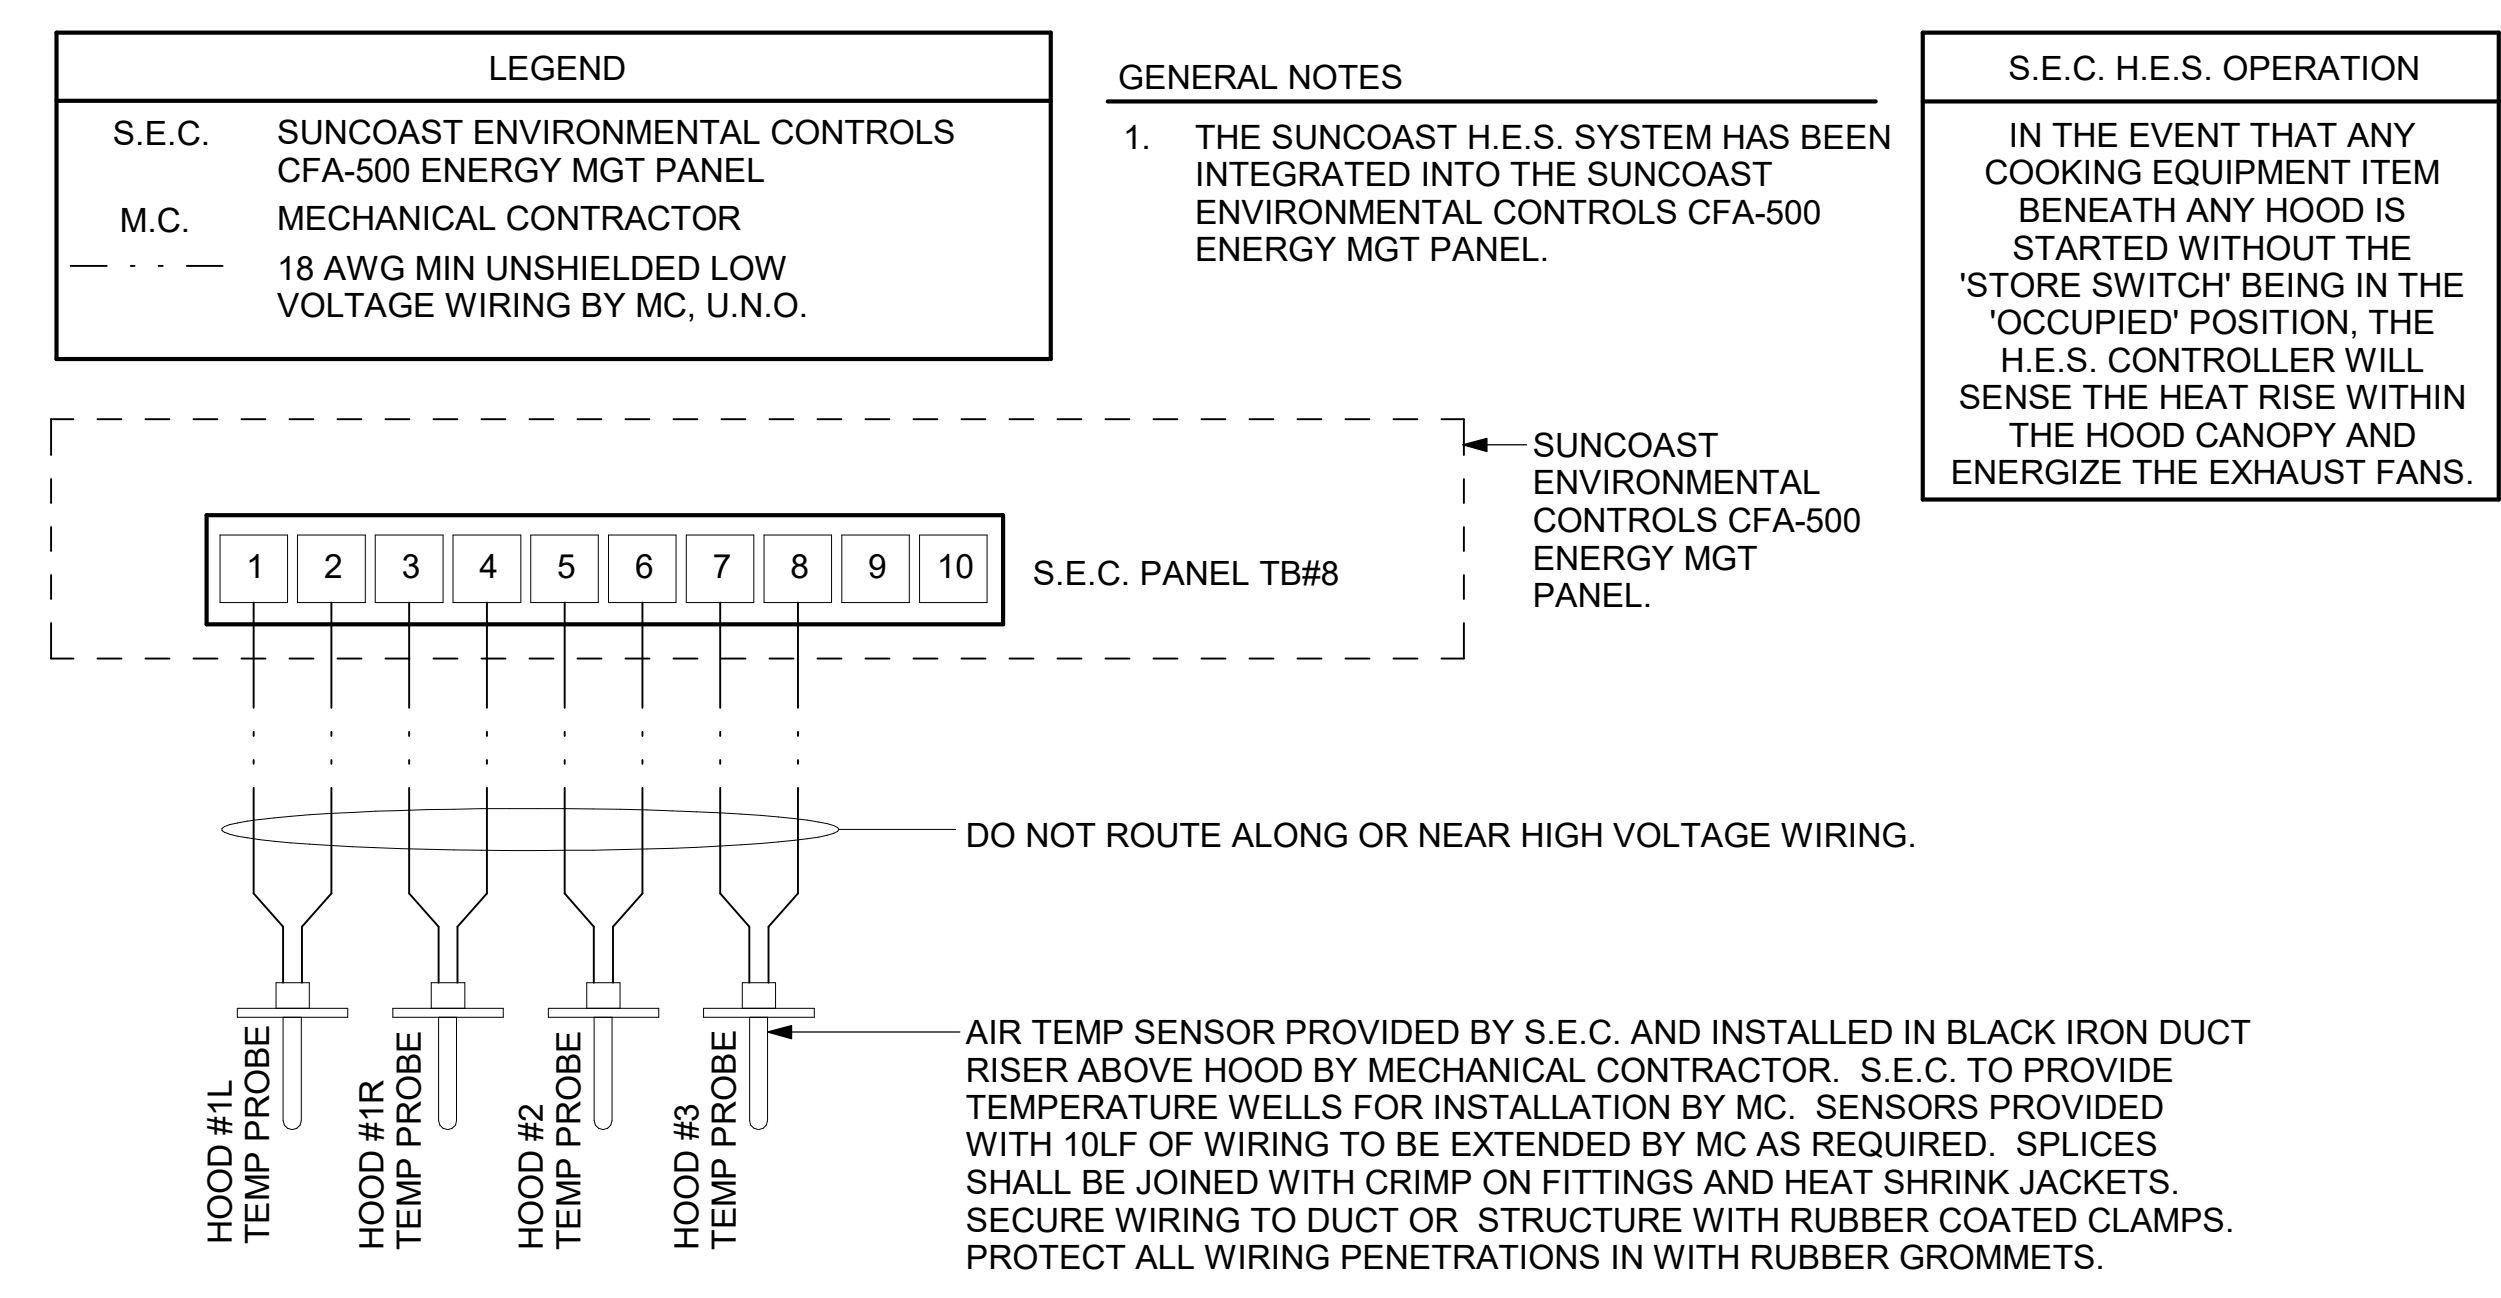 LEGEND
S.E.C. SUNCOAST ENVIRONMENTAL CONTROLS
CFA-500 ENERGY MGT PANEL
M.C. MECHANICAL CONTRACTOR
18 AWG MIN UNSHIELDED LOW
VOLTAGE WIRING BY MC, U.N.O.
GENERAL NOTES
1. THE SUNCOAST H.E.S. SYSTEM HAS BEEN
INTEGRATED INTO THE SUNCOAST
ENVIRONMENTAL CONTROLS CFA-500
ENERGY MGT PANEL.
S.E.C. H.E.S. OPERATION
IN THE EVENT THAT ANY
COOKING EQUIPMENT ITEM
BENEATH ANY HOOD IS
STARTED WITHOUT THE
'STORE SWITCH' BEING IN THE
'OCCUPIED' POSITION, THE
H.E.S. CONTROLLER WILL
SENSE THE HEAT RISE WITHIN
THE HOOD CANOPY AND
ENERGIZE THE EXHAUST FANS.
SUNCOAST
ENVIRONMENTAL
CONTROLS CFA-500
ENERGY MGT
PANEL.
1 2 3 4 5 6 7 8 9 10
S.E.C. PANEL TB#8
DO NOT ROUTE ALONG OR NEAR HIGH VOLTAGE WIRING.
HOOD #1L
TEMP PROBE
HOOD #1R
TEMP PROBE
HOOD #2
TEMP PROBE
HOOD #3
TEMP PROBE
AIR TEMP SENSOR PROVIDED BY S.E.C. AND INSTALLED IN BLACK IRON DUCT
RISER ABOVE HOOD BY MECHANICAL CONTRACTOR. S.E.C. TO PROVIDE
TEMPERATURE WELLS FOR INSTALLATION BY MC. SENSORS PROVIDED
WITH 10LF OF WIRING TO BE EXTENDED BY MC AS REQUIRED. SPLICES
SHALL BE JOINED WITH CRIMP ON FITTINGS AND HEAT SHRINK JACKETS.
SECURE WIRING TO DUCT OR STRUCTURE WITH RUBBER COATED CLAMPS.
PROTECT ALL WIRING PENETRATIONS IN WITH RUBBER GROMMETS.